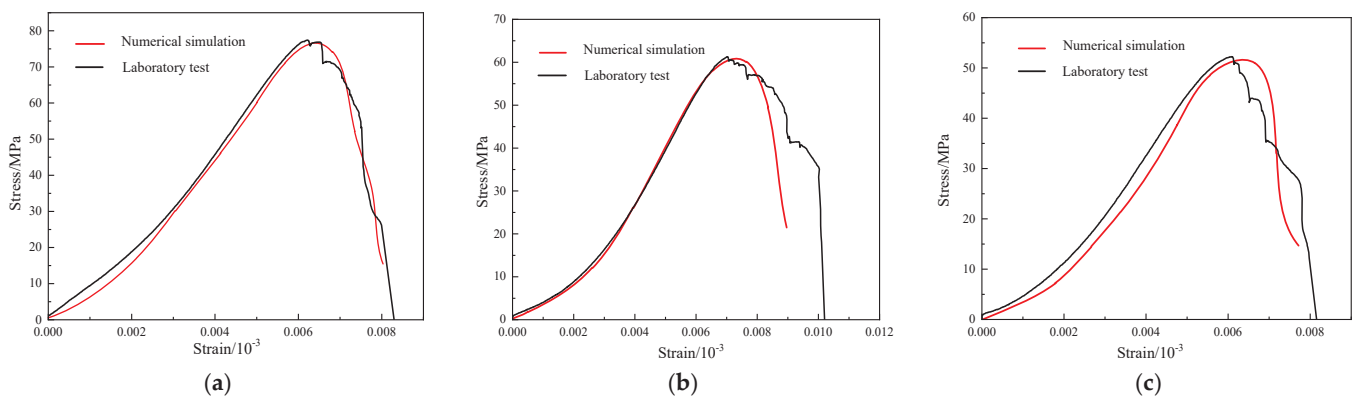 80
70
60
50
40
30
20
10
0
Stress/MPa
Numerical simulation
Laboratory test
0.000 0.002 0.004 0.006 0.008
Strain/10⁻³
(a)
70
60
50
40
30
20
10
0
Stress/MPa
Numerical simulation
Laboratory test
0.000 0.002 0.004 0.006 0.008 0.010 0.012
Strain/10⁻³
(b)
60
50
40
30
20
10
0
Stress/MPa
Numerical simulation
Laboratory test
0.000 0.002 0.004 0.006 0.008
Strain/10⁻³
(c)